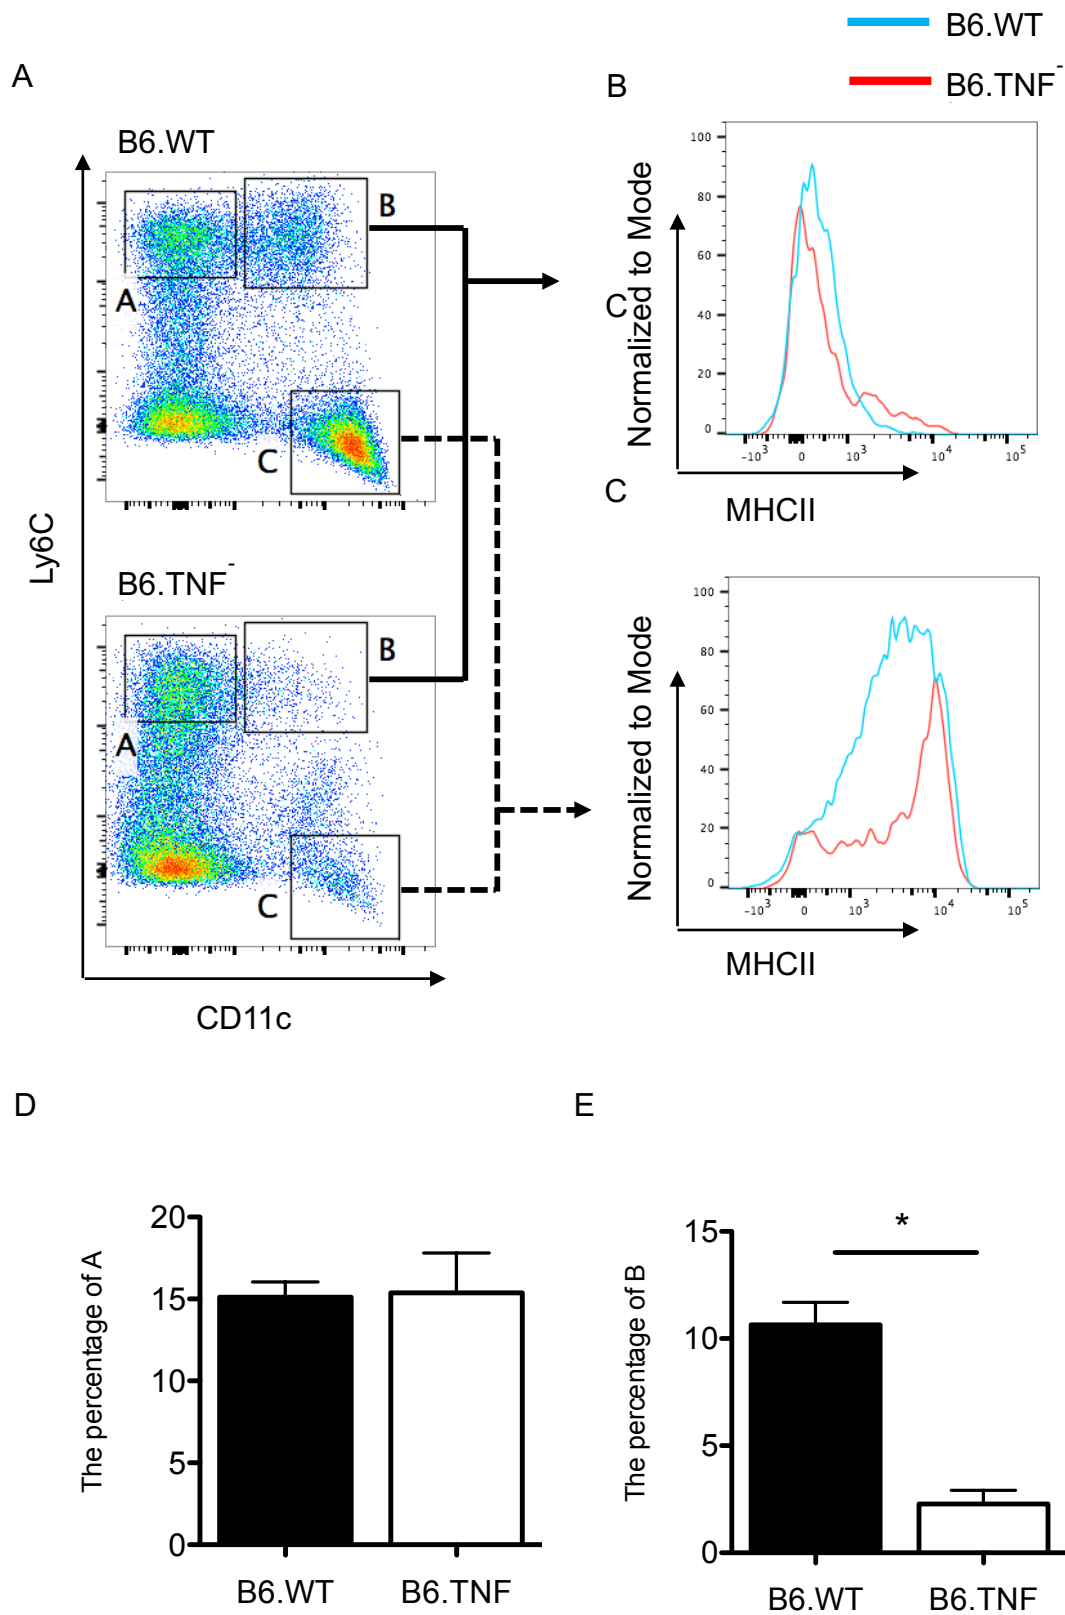 B6.WT
B6.TNF-
A
B
B6.WT
B
A
C
Ly6C
B6.TNF-
B
A
C
CD11c
100
80
60
40
20
0
-10³ 0 10³ 10⁴ 10⁵
Normalized to Mode
MHCII
C
C
100
80
60
40
20
0
-10³ 0 10³ 10⁴ 10⁵
Normalized to Mode
MHCII
D
20
15
10
5
0
The percentage of A
B6.WT B6.TNF
E
*
15
10
5
0
The percentage of B
B6.WT B6.TNF